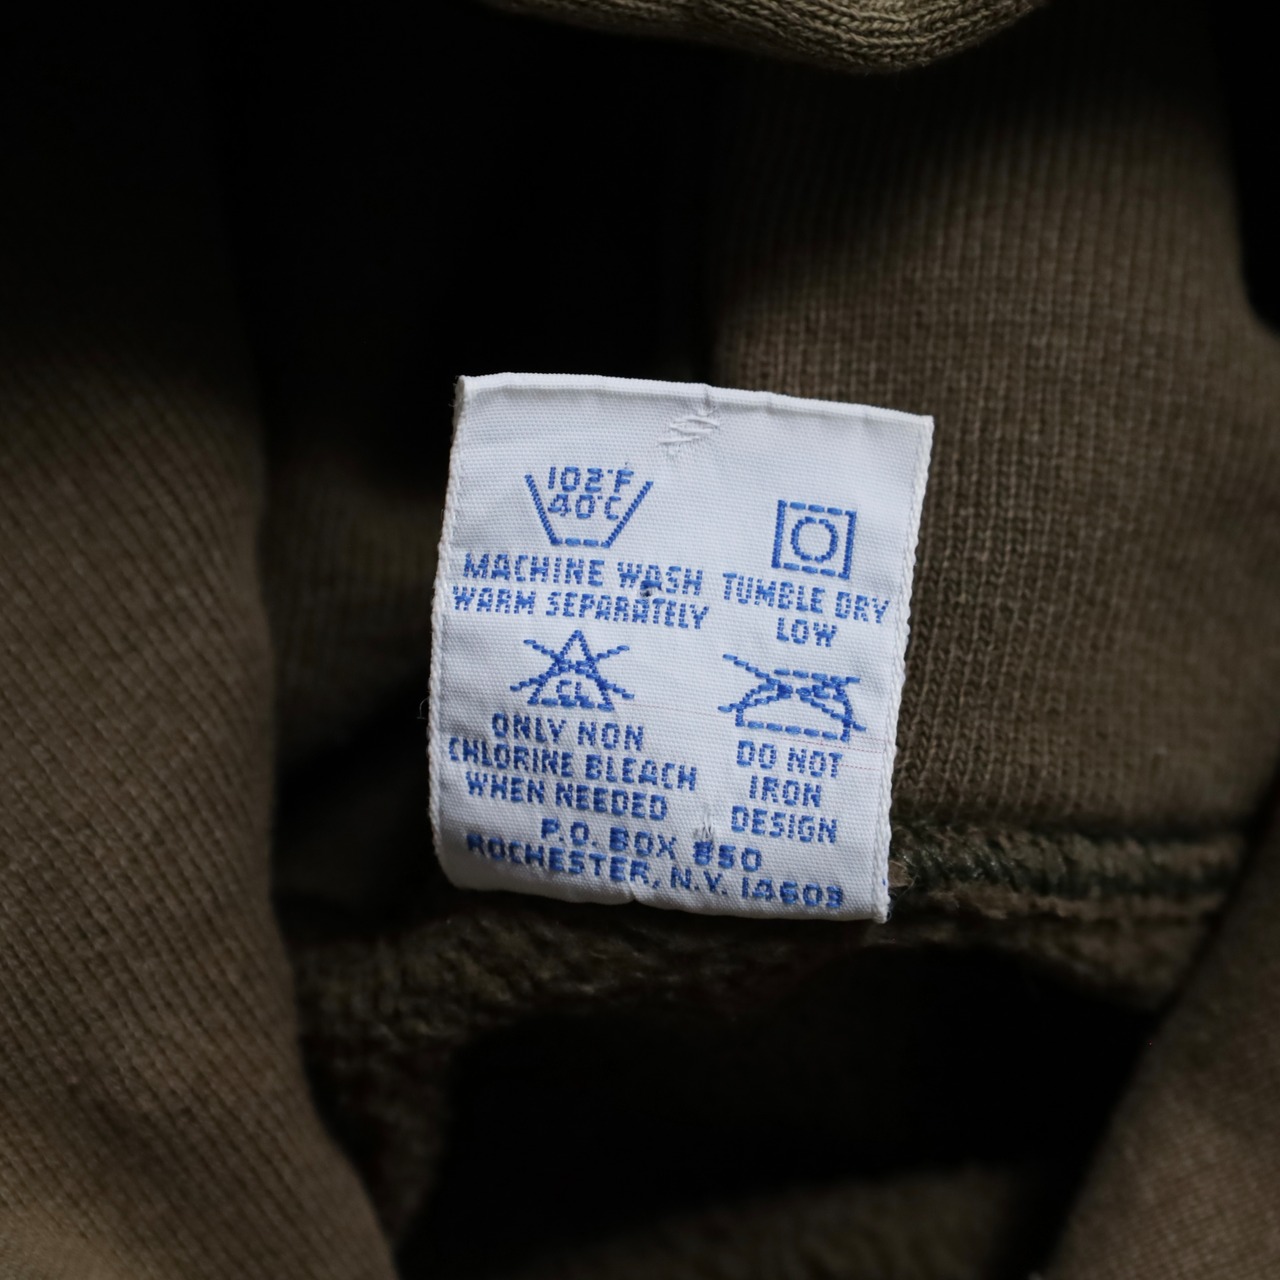 102°F
40°C
MACHINE WASH
WARM SEPARATELY
TUMBLE DRY
LOW
CL
ONLY NON
CHLORINE BLEACH
WHEN NEEDED
DO NOT
IRON
DESIGN
P.O. BOX 850
ROCHESTER, N.Y. 14603